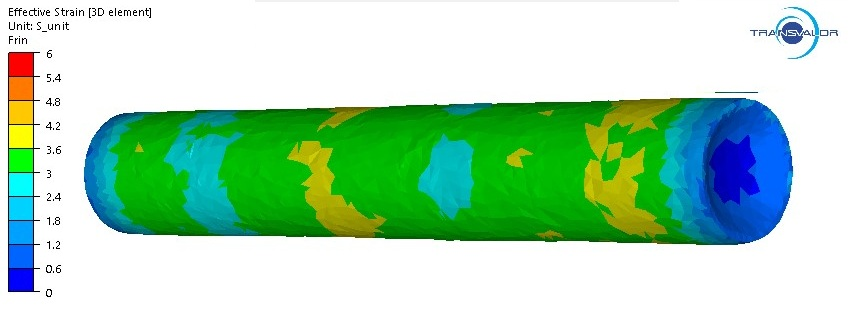 Effective Strain [3D element]
Unit: S_unit
Frin
6
5.4
4.8
4.2
3.6
3
2.4
1.8
1.2
0.6
0
TRANSVALOR